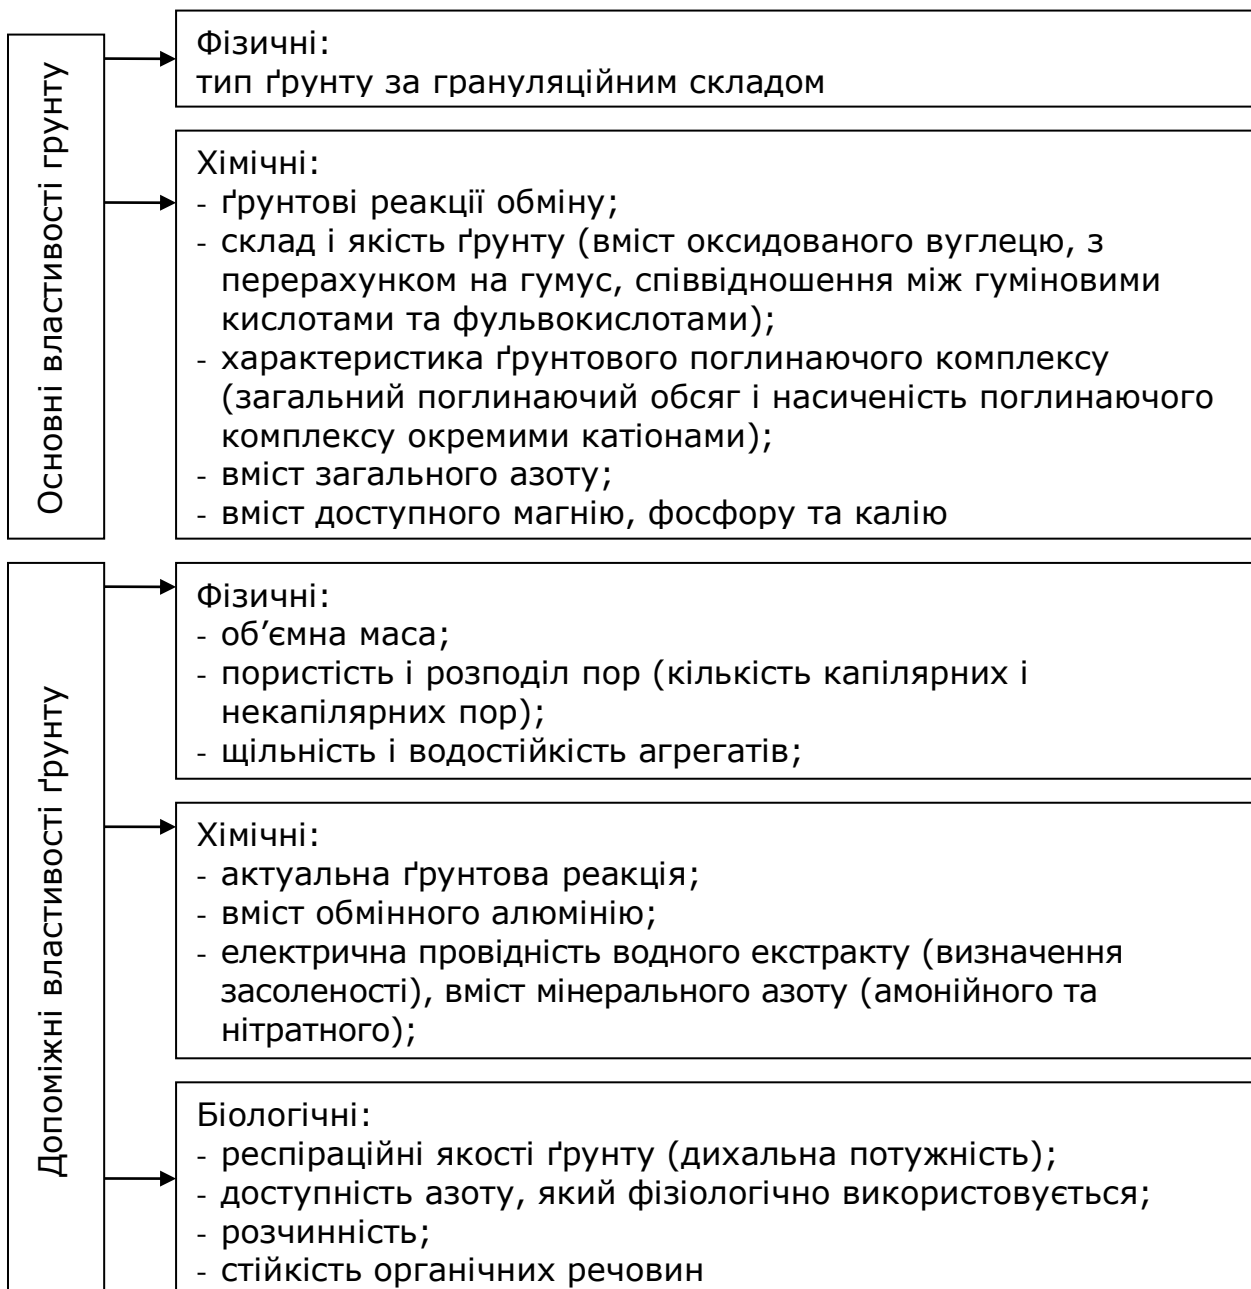 Основні властивості грунту
Фізичні:
тип ґрунту за грануляційним складом
Хімічні:
- ґрунтові реакції обміну;
- склад і якість ґрунту (вміст оксидованого вуглецю, з
перерахунком на гумус, співвідношення між гуміновими
кислотами та фульвокислотами);
- характеристика ґрунтового поглинаючого комплексу
(загальний поглинаючий обсяг і насиченість поглинаючого
комплексу окремими катіонами);
- вміст загального азоту;
- вміст доступного магнію, фосфору та калію
Допоміжні властивості ґрунту
Фізичні:
- об’ємна маса;
- пористість і розподіл пор (кількість капілярних і
некапілярних пор);
- щільність і водостійкість агрегатів;
Хімічні:
- актуальна ґрунтова реакція;
- вміст обмінного алюмінію;
- електрична провідність водного екстракту (визначення
засоленості), вміст мінерального азоту (амонійного та
нітратного);
Біологічні:
- респіраційні якості ґрунту (дихальна потужність);
- доступність азоту, який фізіологічно використовується;
- розчинність;
- стійкість органічних речовин